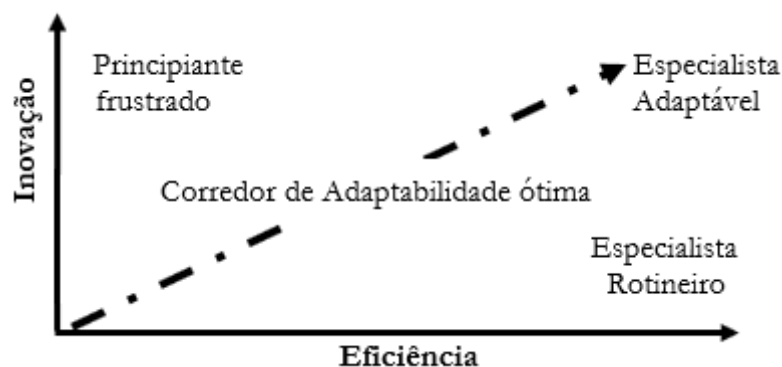 Inovação
Principiante
frustrado
Especialista
Adaptável
Corredor de Adaptabilidade ótima
Especialista
Rotineiro
Eficiência